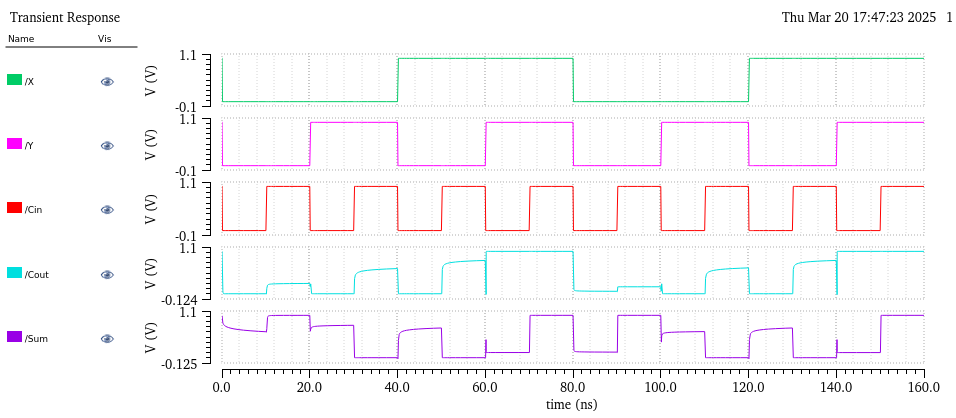 Transient Response Thu Mar 20 17:47:23 2025 1
Name Vis
/X
V (V)
1.1
-0.1
/Y
V (V)
1.1
-0.1
/Cin
V (V)
1.1
-0.1
/Cout
V (V)
1.1
-0.124
/Sum
V (V)
1.1
-0.125
0.0 20.0 40.0 60.0 80.0 100.0 120.0 140.0 160.0
time (ns)